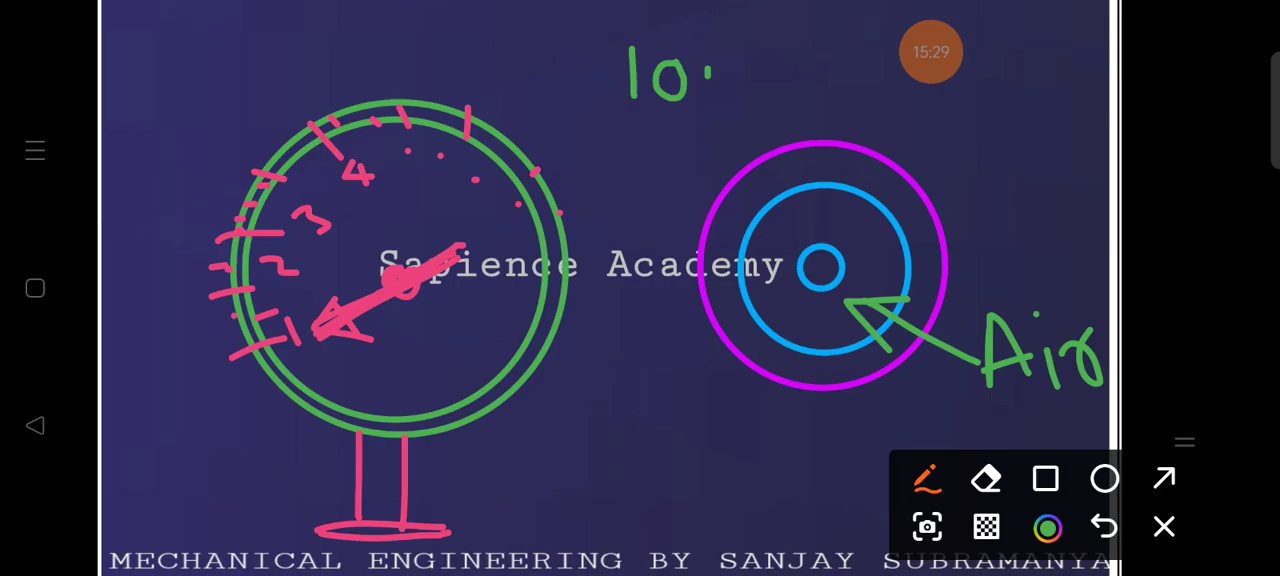 15:29
10.
4
3
Sapience Academy
2
1
Air
MECHANICAL ENGINEERING BY SANJAY SUBRAMANYA